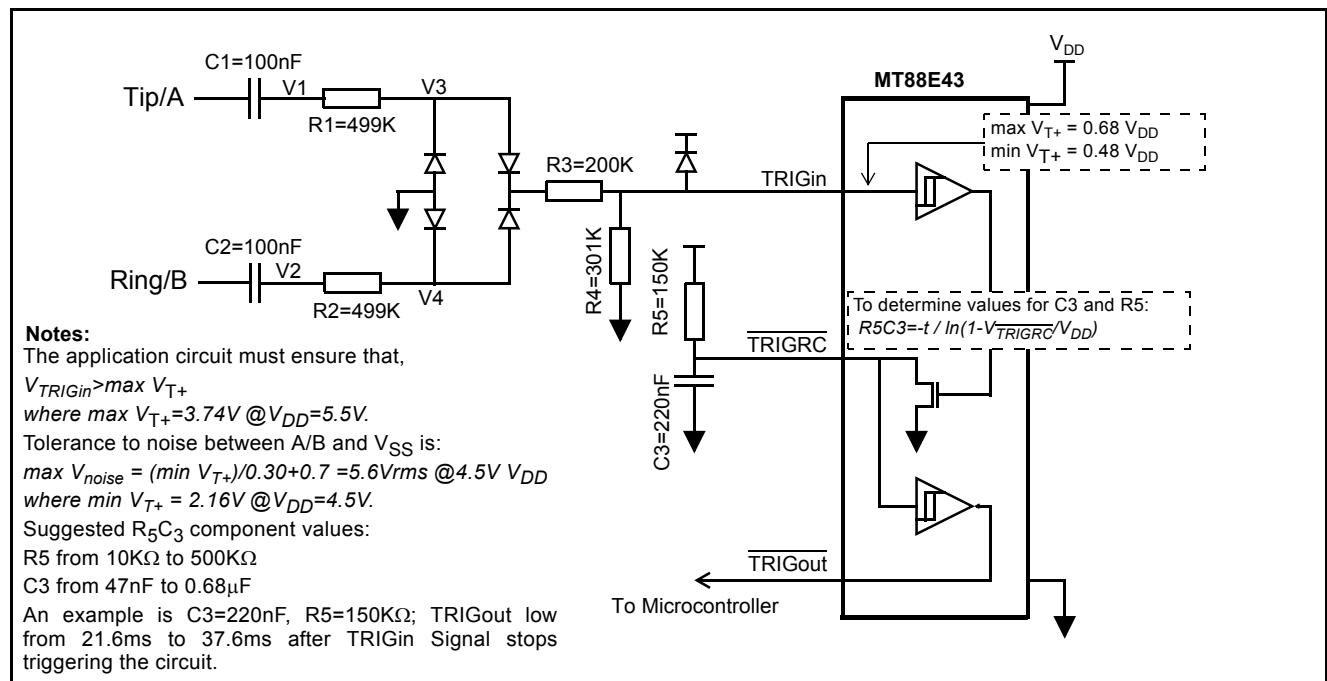 C1=100nF
Tip/A
V1
R1=499K
V3
R3=200K
C2=100nF
Ring/B
V2
R2=499K
V4
R4=301K
R5=150K
C3=220nF
V_DD
MT88E43
max V_T+ = 0.68 V_DD
min V_T+ = 0.48 V_DD
TRIGin
To determine values for C3 and R5:
R5C3=-t / ln(1-V_T̅R̅I̅G̅R̅C̅/V_DD)
T̅R̅I̅G̅R̅C̅
T̅R̅I̅G̅o̅u̅t̅
To Microcontroller
Notes:
The application circuit must ensure that,
V_TRIGin>max V_T+
where max V_T+=3.74V @V_DD=5.5V.
Tolerance to noise between A/B and V_SS is:
max V_noise = (min V_T+)/0.30+0.7 =5.6Vrms @4.5V V_DD
where min V_T+ = 2.16V @V_DD=4.5V.
Suggested R₅C₃ component values:
R5 from 10KΩ to 500KΩ
C3 from 47nF to 0.68μF
An example is C3=220nF, R5=150KΩ; TRIGout low
from 21.6ms to 37.6ms after TRIGin Signal stops
triggering the circuit.